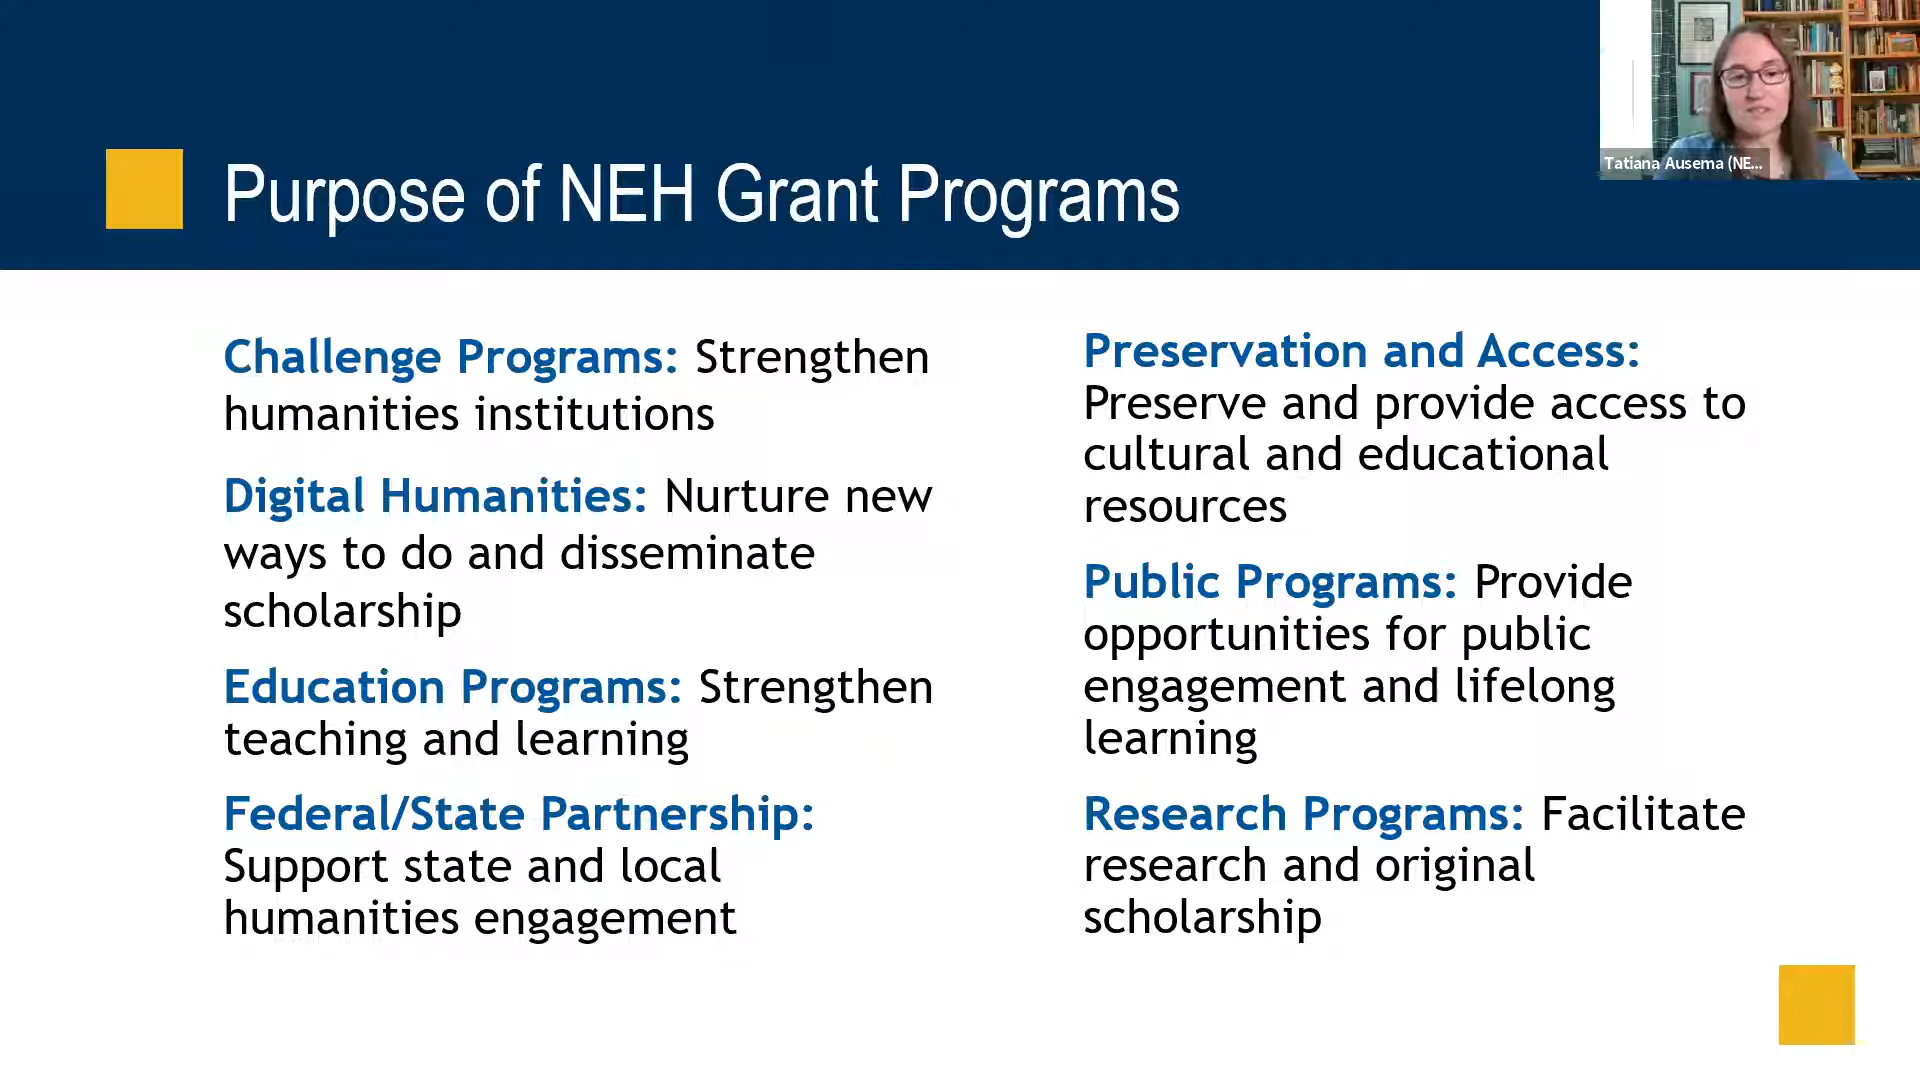 Purpose of NEH Grant Programs
Tatiana Ausema (NE...
Challenge Programs: Strengthen
humanities institutions
Digital Humanities: Nurture new
ways to do and disseminate
scholarship
Education Programs: Strengthen
teaching and learning
Federal/State Partnership:
Support state and local
humanities engagement
Preservation and Access:
Preserve and provide access to
cultural and educational
resources
Public Programs: Provide
opportunities for public
engagement and lifelong
learning
Research Programs: Facilitate
research and original
scholarship